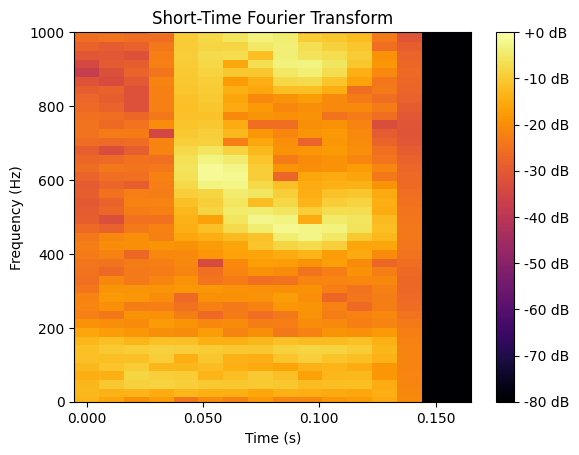 Short-Time Fourier Transform
1000
800
600
400
200
0
Frequency (Hz)
0.000
0.050
0.100
0.150
Time (s)
+0 dB
-10 dB
-20 dB
-30 dB
-40 dB
-50 dB
-60 dB
-70 dB
-80 dB